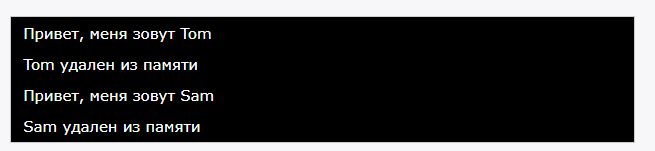 Привет, меня зовут Tom
Tom удален из памяти
Привет, меня зовут Sam
Sam удален из памяти